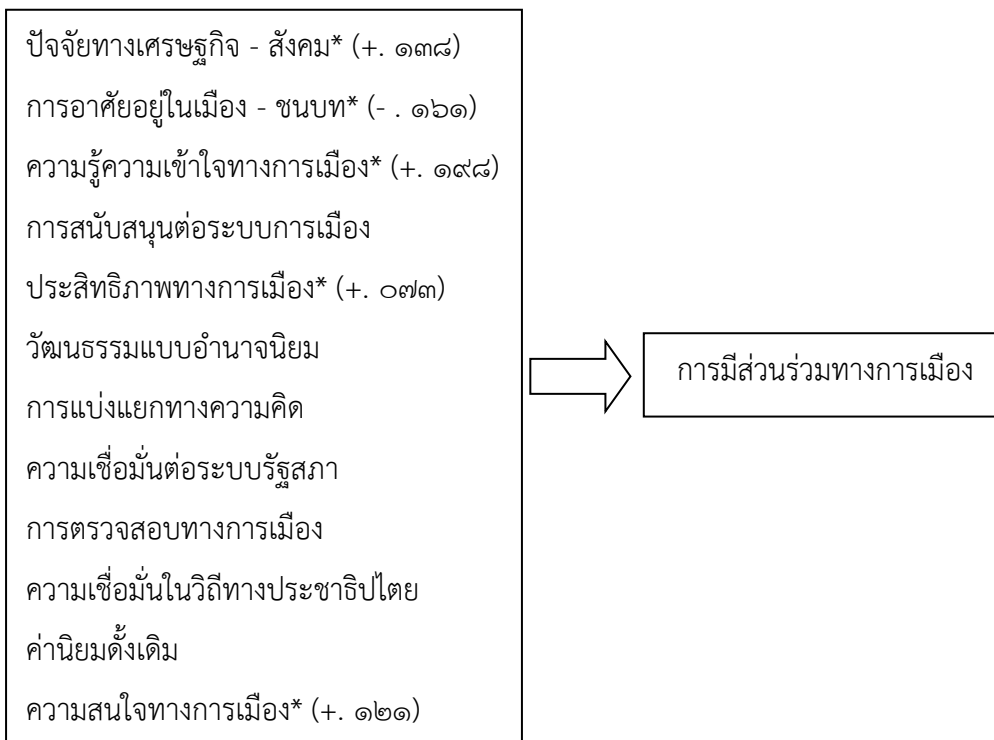 ปัจจัยทางเศรษฐกิจ - สังคม* (+. ๑๓๘)
การอาศัยอยู่ในเมือง - ชนบท* (- . ๑๖๑)
ความรู้ความเข้าใจทางการเมือง* (+. ๑๙๘)
การสนับสนุนต่อระบบการเมือง
ประสิทธิภาพทางการเมือง* (+. ๐๗๓)
วัฒนธรรมแบบอำนาจนิยม
การแบ่งแยกทางความคิด
ความเชื่อมั่นต่อระบบรัฐสภา
การตรวจสอบทางการเมือง
ความเชื่อมั่นในวิถีทางประชาธิปไตย
ค่านิยมดั้งเดิม
ความสนใจทางการเมือง* (+. ๑๒๑)
การมีส่วนร่วมทางการเมือง